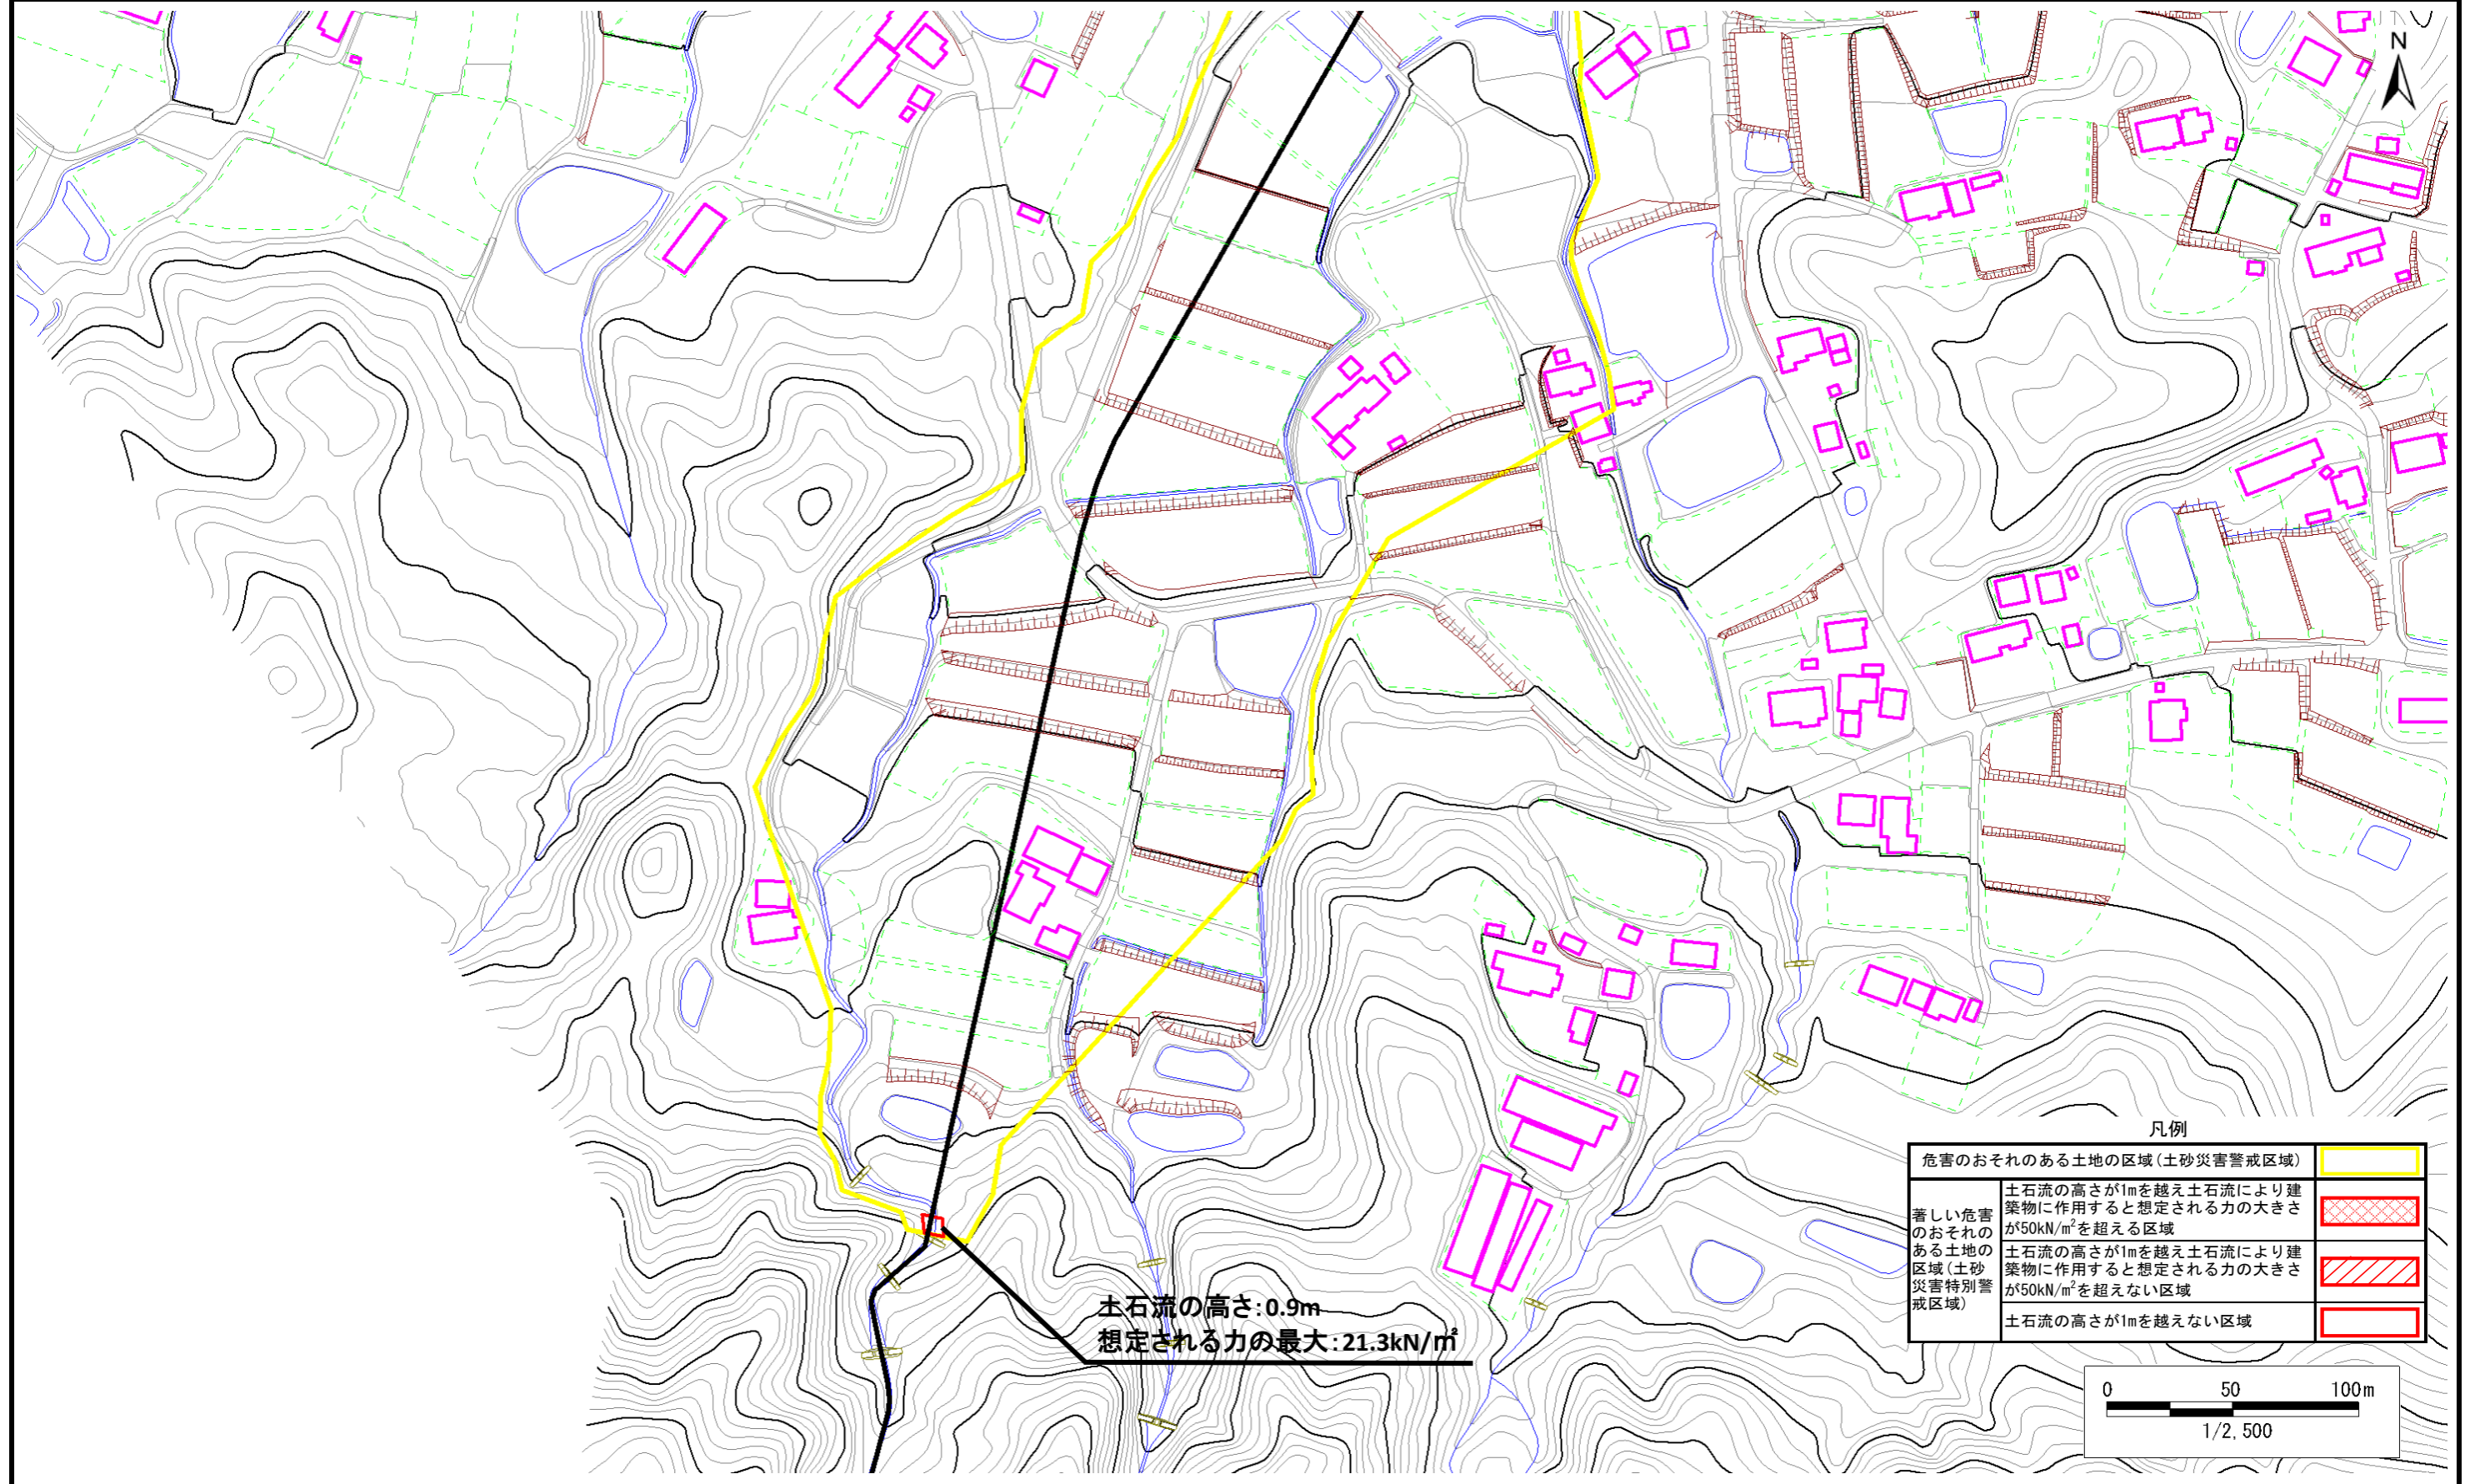 N
土石流の高さ:0.9m
想定される力の最大:21.3kN/㎡
凡例
危害のおそれのある土地の区域(土砂災害警戒区域)
著しい危害
のおそれの
ある土地の
区域(土砂
災害特別警
戒区域)
土石流の高さが1mを越え土石流により建
築物に作用すると想定される力の大きさ
が50kN/㎡を超える区域
土石流の高さが1mを越え土石流により建
築物に作用すると想定される力の大きさ
が50kN/㎡を超えない区域
土石流の高さが1mを越えない区域
0 50 100m
1/2,500